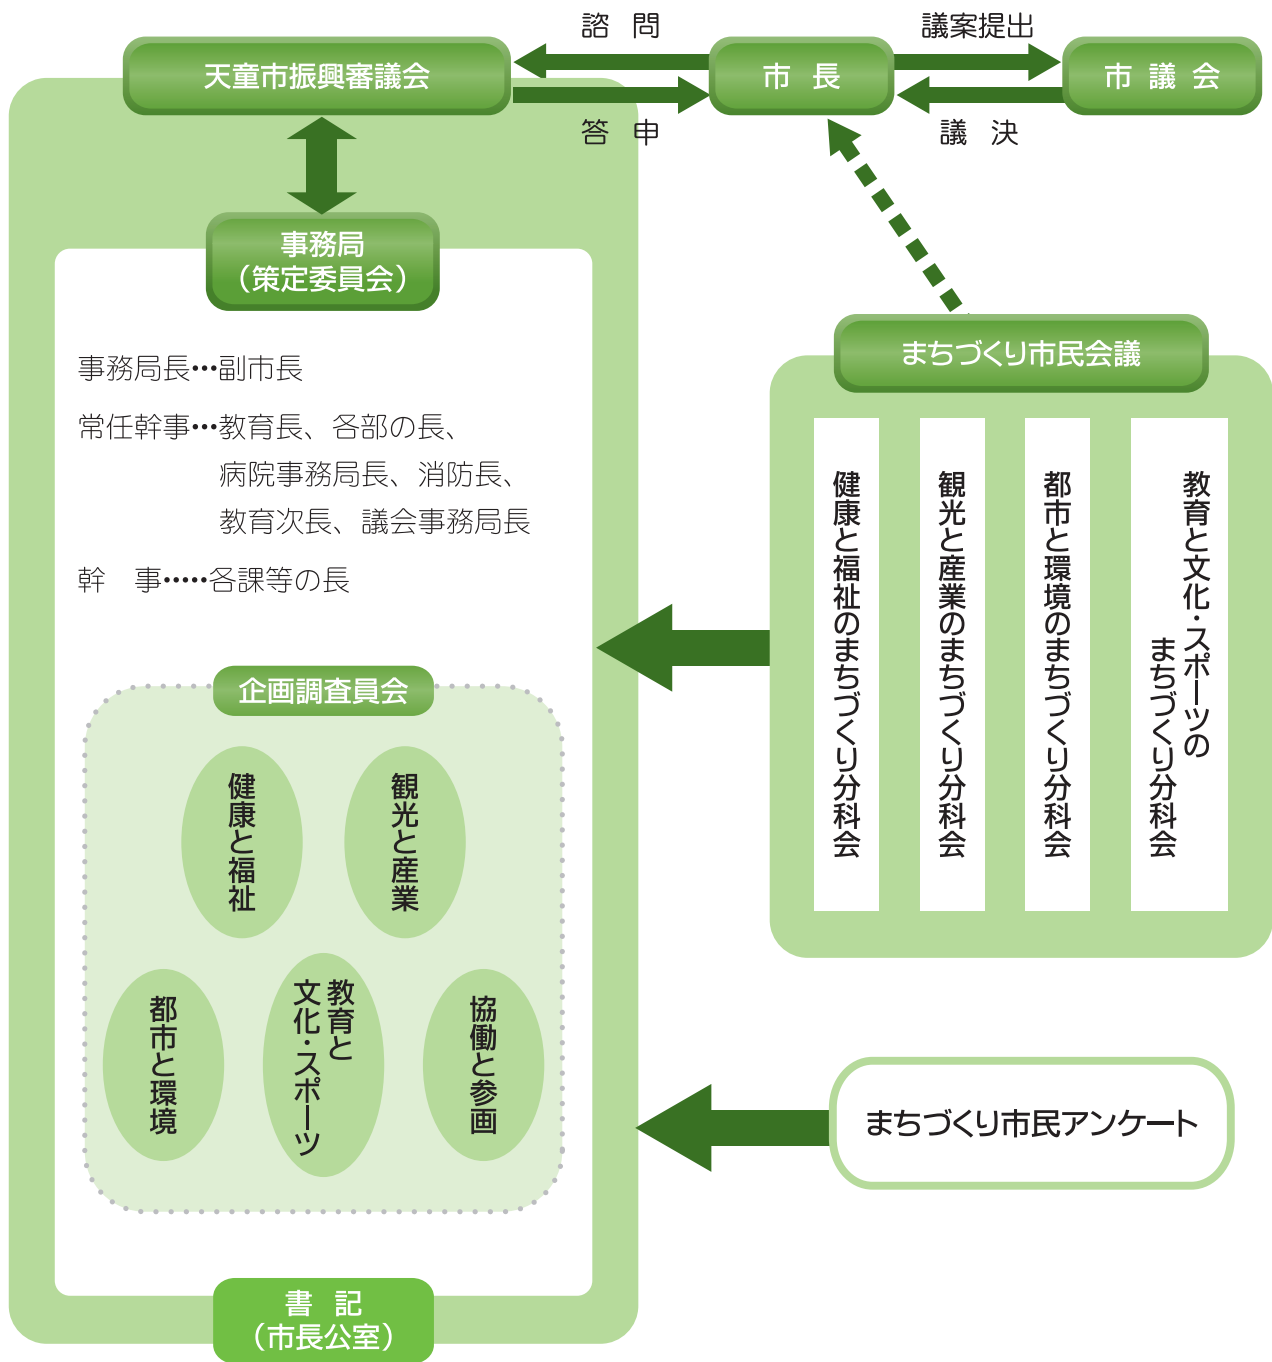 諮 問
議案提出
天童市振興審議会
市 長
市 議 会
答 申
議 決
事務局
（策定委員会）
事務局長･･･副市長
常任幹事･･･教育長、各部の長、
病院事務局長、消防長、
教育次長、議会事務局長
幹　事･････各課等の長
企画調査員会
健康と福祉
観光と産業
都市と環境
教育と
文化・スポーツ
協働と参画
書 記
（市長公室）
まちづくり市民会議
健康と福祉のまちづくり分科会
観光と産業のまちづくり分科会
都市と環境のまちづくり分科会
教育と文化・スポーツの
まちづくり分科会
まちづくり市民アンケート